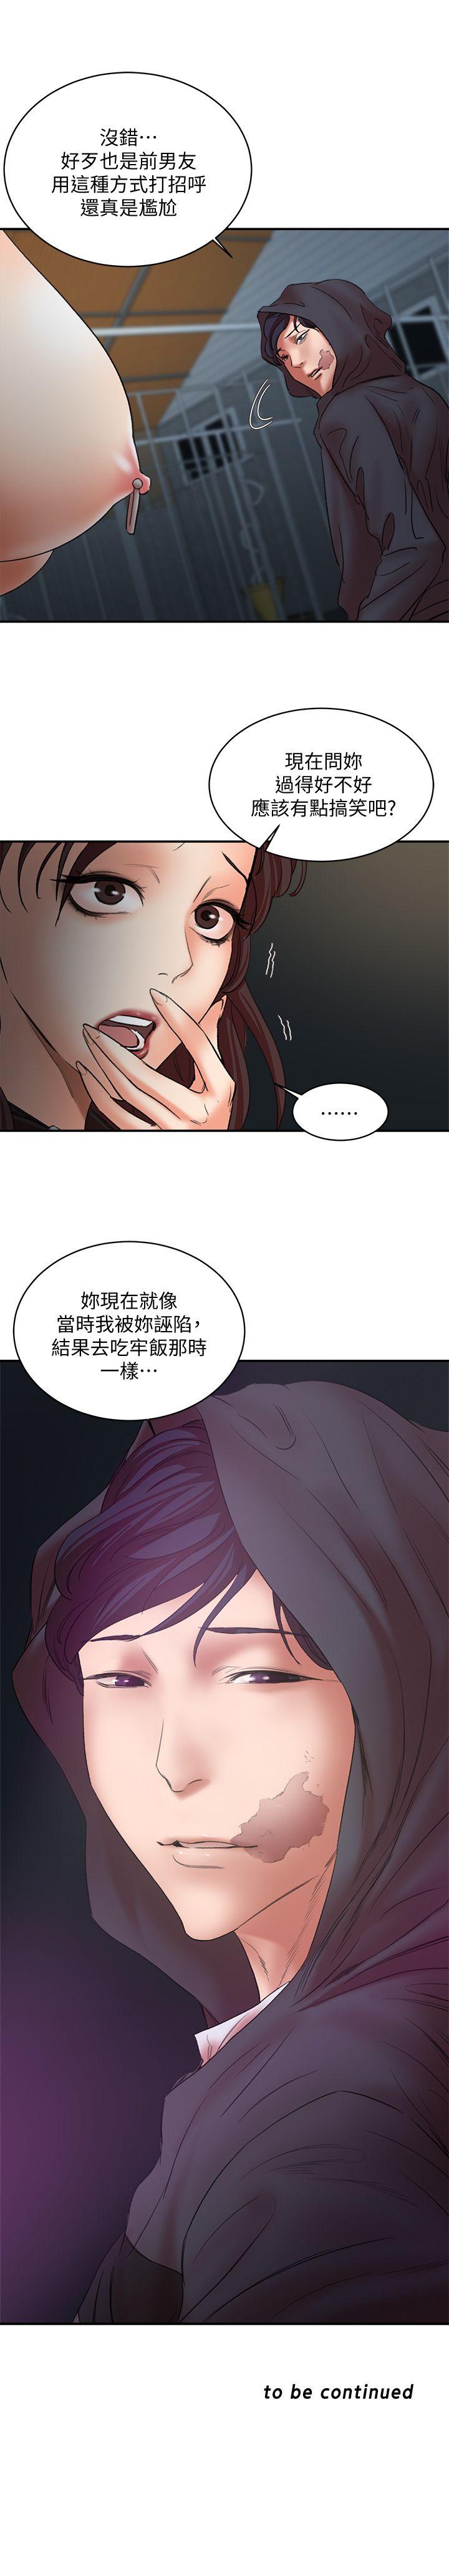 沒錯⋯
好歹也是前男友
用這種方式打招呼
還真是尷尬
現在問妳
過得好不好
應該有點搞笑吧?
⋯⋯
妳現在就像
當時我被妳誣陷，
結果去吃牢飯那時
一樣⋯
to be continued